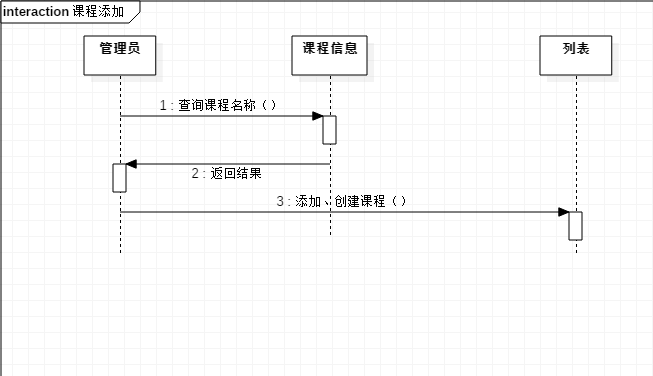 interaction 课程添加
管理员
课程信息
列表
1 : 查询课程名称（）
2 : 返回结果
3 : 添加、创建课程（）